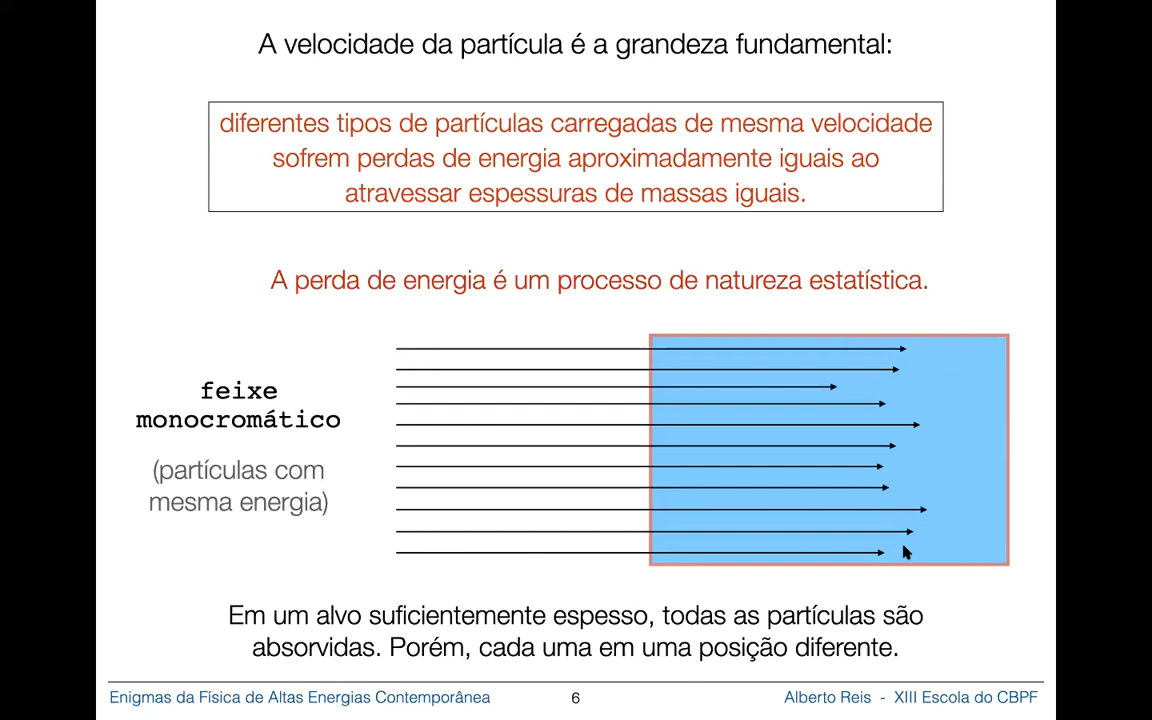 A velocidade da partícula é a grandeza fundamental:
diferentes tipos de partículas carregadas de mesma velocidade
sofrem perdas de energia aproximadamente iguais ao
atravessar espessuras de massas iguais.
A perda de energia é um processo de natureza estatística.
feixe
monocromático
(partículas com
mesma energia)
Em um alvo suficientemente espesso, todas as partículas são
absorvidas. Porém, cada uma em uma posição diferente.
Enigmas da Física de Altas Energias Contemporânea 6 Alberto Reis - XIII Escola do CBPF